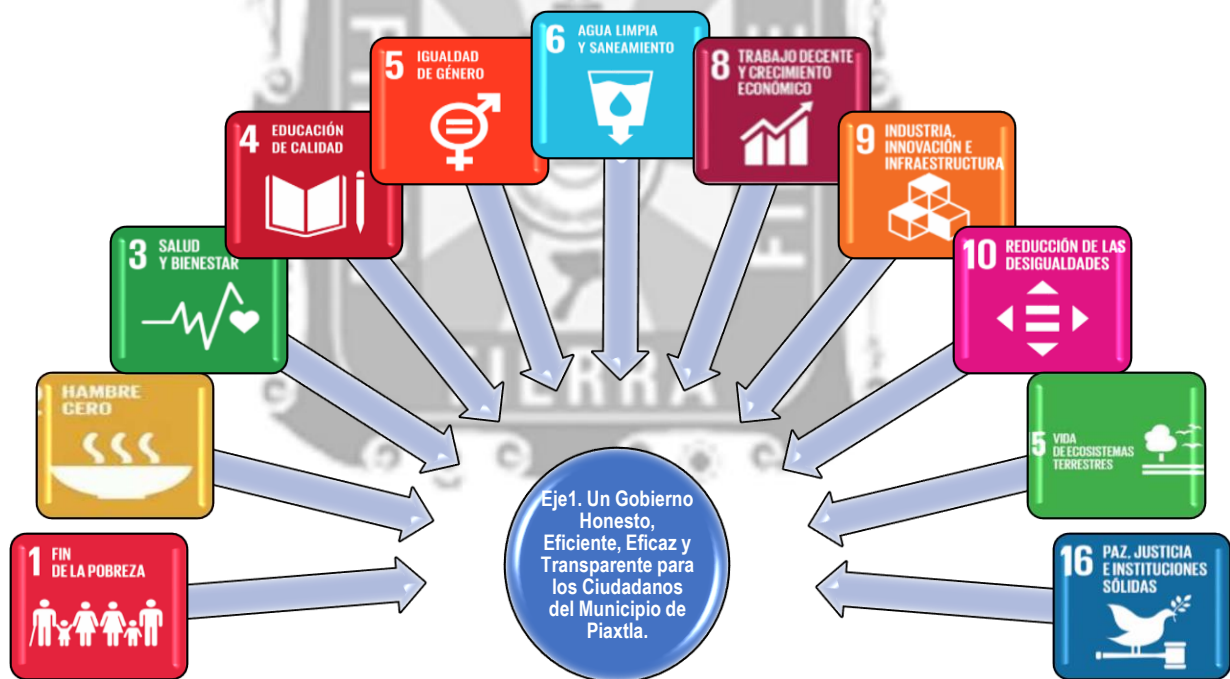 1 FIN
DE LA POBREZA
HAMBRE
CERO
3 SALUD
Y BIENESTAR
4 EDUCACIÓN
DE CALIDAD
5 IGUALDAD
DE GÉNERO
6 AGUA LIMPIA
Y SANEAMIENTO
8 TRABAJO DECENTE
Y CRECIMIENTO
ECONÓMICO
9 INDUSTRIA,
INNOVACIÓN E
INFRAESTRUCTURA
10 REDUCCIÓN DE LAS
DESIGUALDADES
5 VIDA
DE ECOSISTEMAS
TERRESTRES
16 PAZ, JUSTICIA
E INSTITUCIONES
SÓLIDAS
TIERRA
Eje1. Un Gobierno
Honesto,
Eficiente, Eficaz y
Transparente para
los Ciudadanos
del Municipio de
Piaxtla.